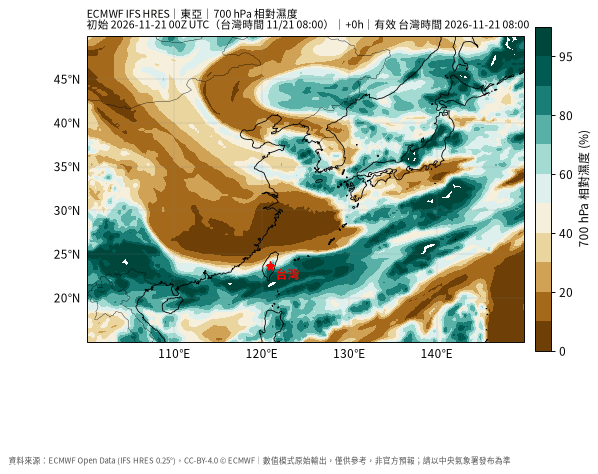 ECMWF IFS HRES｜東亞｜700 hPa 相對濕度
初始 2026-11-21 00Z UTC（台灣時間 11/21 08:00）｜+0h｜有效 台灣時間 2026-11-21 08:00
45°N
40°N
35°N
30°N
25°N
20°N
110°E
120°E
130°E
140°E
台灣
95
80
60
40
20
0
700 hPa 相對濕度 (%)
資料來源：ECMWF Open Data (IFS HRES 0.25°)，CC-BY-4.0 © ECMWF｜數值模式原始輸出，僅供參考，非官方預報；請以中央氣象署發布為準